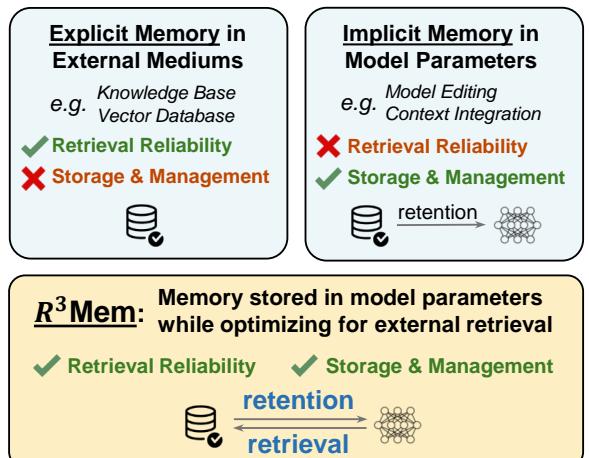 Explicit Memory in
External Mediums
e.g. Knowledge Base
Vector Database
Retrieval Reliability
Storage & Management
Implicit Memory in
Model Parameters
e.g. Model Editing
Context Integration
Retrieval Reliability
Storage & Management
retention
R³Mem: Memory stored in model parameters
while optimizing for external retrieval
Retrieval Reliability Storage & Management
retention
retrieval